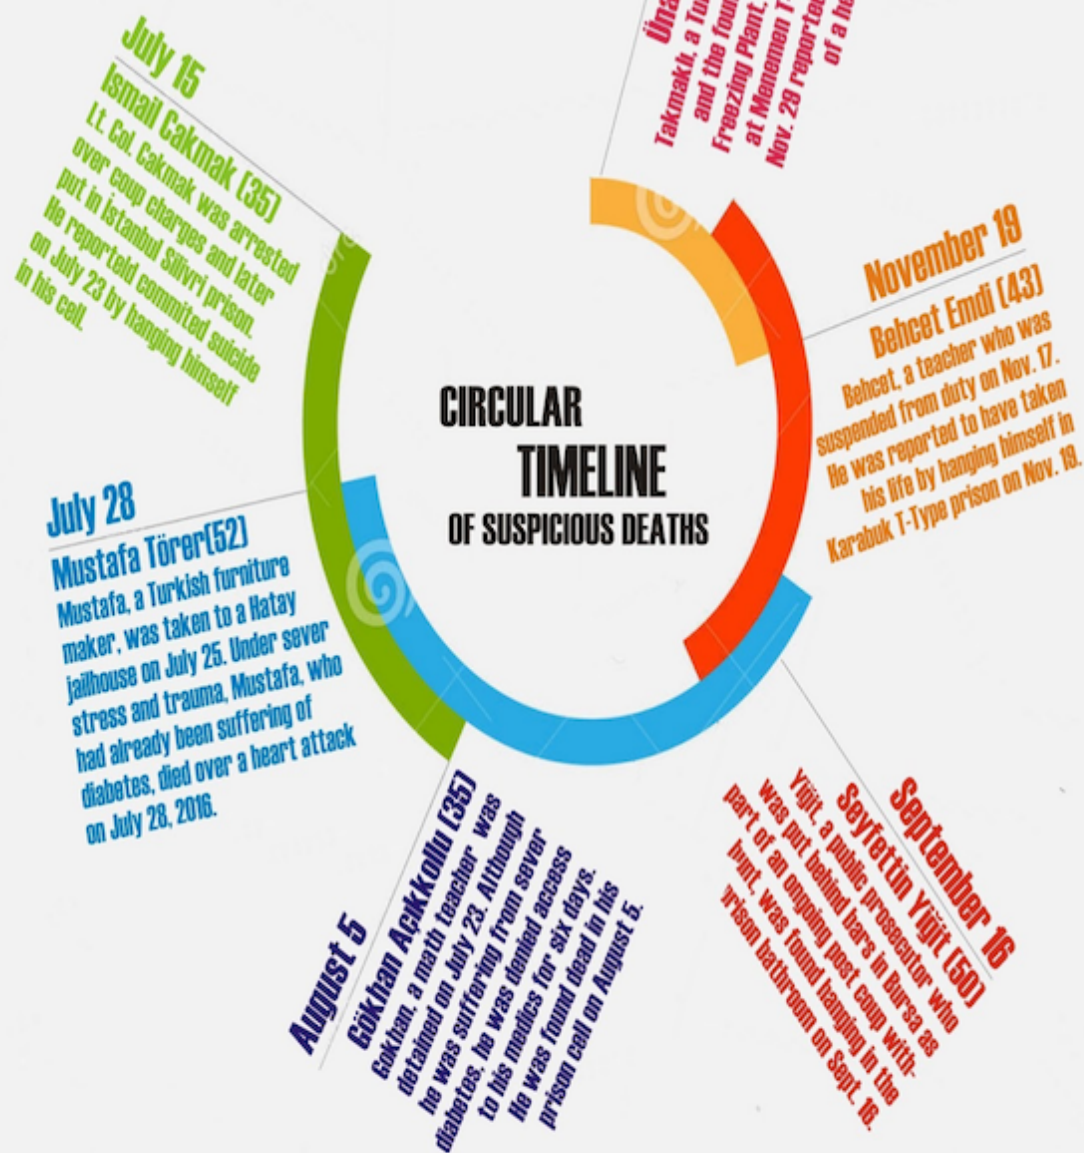 CIRCULAR
TIMELINE
OF SUSPICIOUS DEATHS
July 15
Ismail Cakmak (35)
Lt. Col. Cakmak was arrested
over coup charges and later
put in İstanbul Silivri prison.
He reporteld commited suicide
on July 23 by hanging himself
in his cell.
July 28
Mustafa Törer(52)
Mustafa, a Turkish furniture
maker, was taken to a Hatay
jailhouse on July 25. Under sever
stress and trauma, Mustafa, who
had already been suffering of
diabetes, died over a heart attack
on July 28, 2016.
August 5
Gökhan Açıkkollu (35)
Gokhan, a math teacher was
detained on July 23. Although
he was suffering from sever
diabetes, he was denied access
to his medics for six days.
He was found dead in his
prison cell on August 5.
September 16
Seyfettin Yiğit (50)
Yiğit, a public prosecutor who
was put behind bars in Bursa as
part of an ongoing post coup with-
hunt, was found hanging in the
prison bathroom on Sept. 16.
November 19
Behcet Emdi (43)
Behcet, a teacher who was
suspended from duty on Nov. 17.
He was reported to have taken
his life by hanging himself in
Karabuk T-Type prison on Nov. 19.
Takmaklı, a
and the
Freezing Plant,
at Menemen
Nov. 29 reported
of a